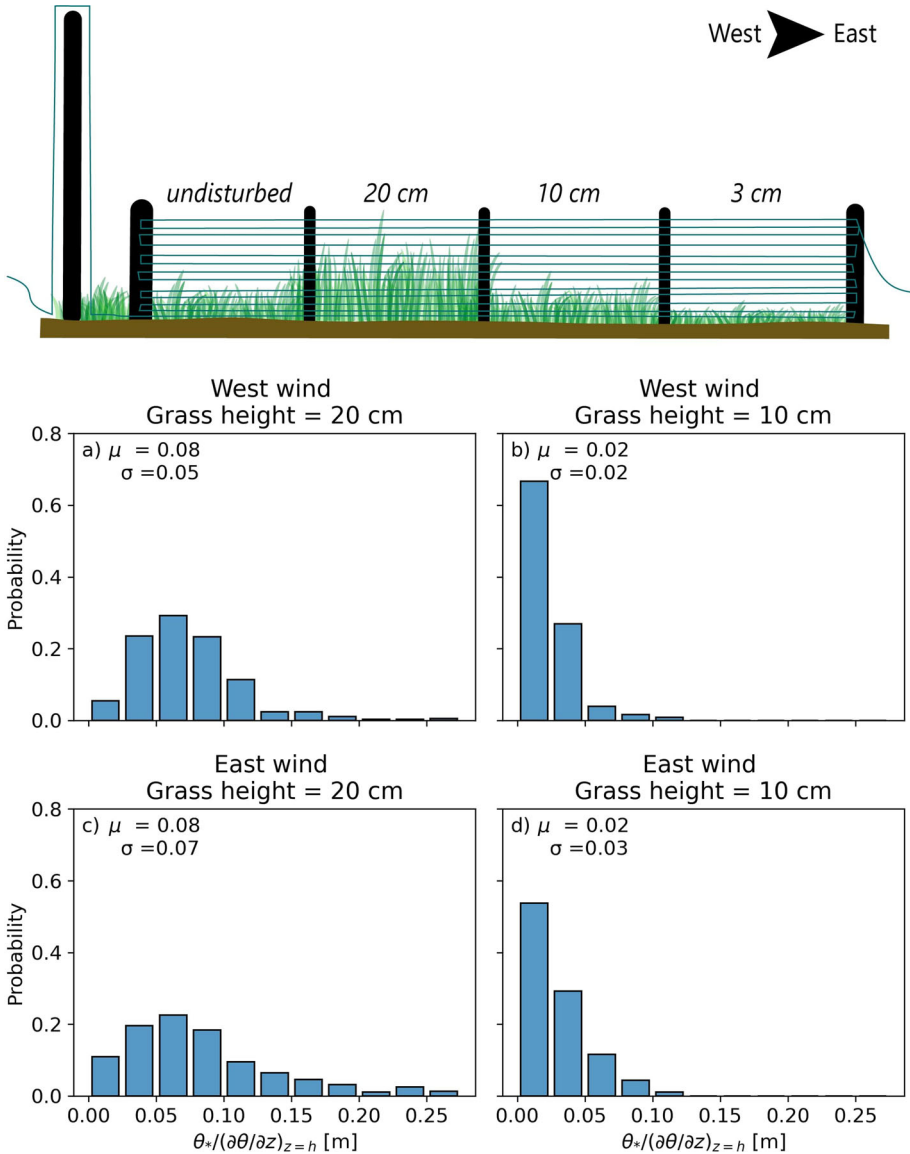 West East
undisturbed 20 cm 10 cm 3 cm
West wind
Grass height = 20 cm
West wind
Grass height = 10 cm
a) μ = 0.08
σ =0.05
b) μ = 0.02
σ =0.02
0.8
0.6
0.4
0.2
0.0
Probability
East wind
Grass height = 20 cm
East wind
Grass height = 10 cm
c) μ = 0.08
σ =0.07
d) μ = 0.02
σ =0.03
0.8
0.6
0.4
0.2
0.0
Probability
0.00 0.05 0.10 0.15 0.20 0.25
0.00 0.05 0.10 0.15 0.20 0.25
θ*/(∂θ/∂z)z=h [m]
θ*/(∂θ/∂z)z=h [m]